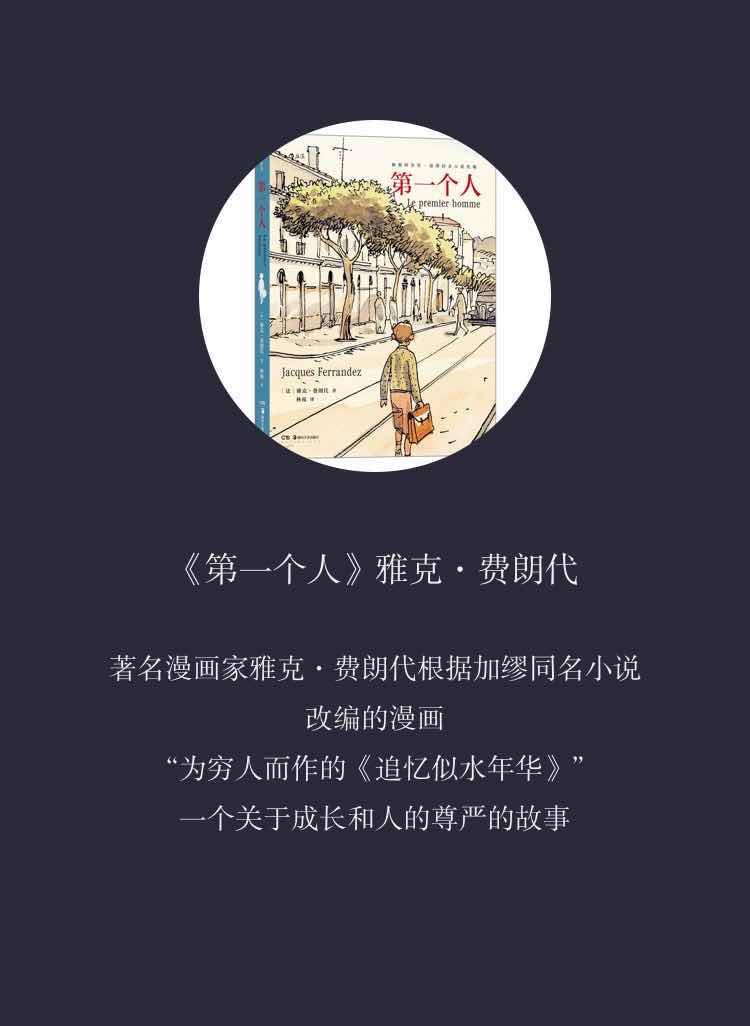 第一个人
Le premier homme
第一个人
Jacques Ferrandez
[法] 雅克·费朗代 著
林苑 译
《第一个人》雅克·费朗代
著名漫画家雅克·费朗代根据加缪同名小说
改编的漫画
“为穷人而作的《追忆似水年华》”
一个关于成长和人的尊严的故事